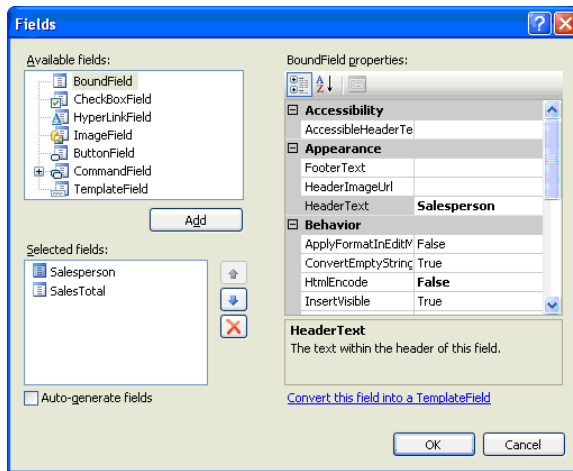 Fields
Available fields:
BoundField
CheckBoxField
HyperLinkField
ImageField
ButtonField
CommandField
TemplateField
Add
Selected fields:
Salesperson
SalesTotal
Auto-generate fields
BoundField properties:
Accessibility
AccessibleHeaderTe
Appearance
FooterText
HeaderImageUrl
HeaderText Salesperson
Behavior
ApplyFormatInEditM False
ConvertEmptyString True
HtmlEncode False
InsertVisible True
HeaderText
The text within the header of this field.
Convert this field into a TemplateField
OK Cancel